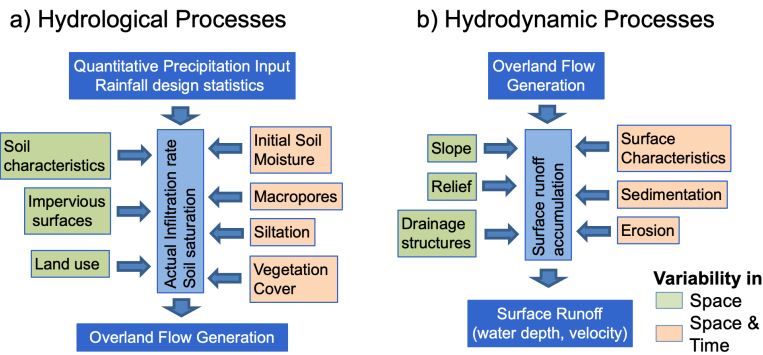 a) Hydrological Processes
Quantitative Precipitation Input
Rainfall design statistics
Soil
characteristics
Impervious
surfaces
Land use
Actual Infiltration rate
Soil saturation
Initial Soil
Moisture
Macropores
Siltation
Vegetation
Cover
Overland Flow Generation
b) Hydrodynamic Processes
Overland Flow
Generation
Slope
Relief
Drainage
structures
Surface runoff
accumulation
Surface
Characteristics
Sedimentation
Erosion
Surface Runoff
(water depth, velocity)
Variability in
Space
Space &
Time